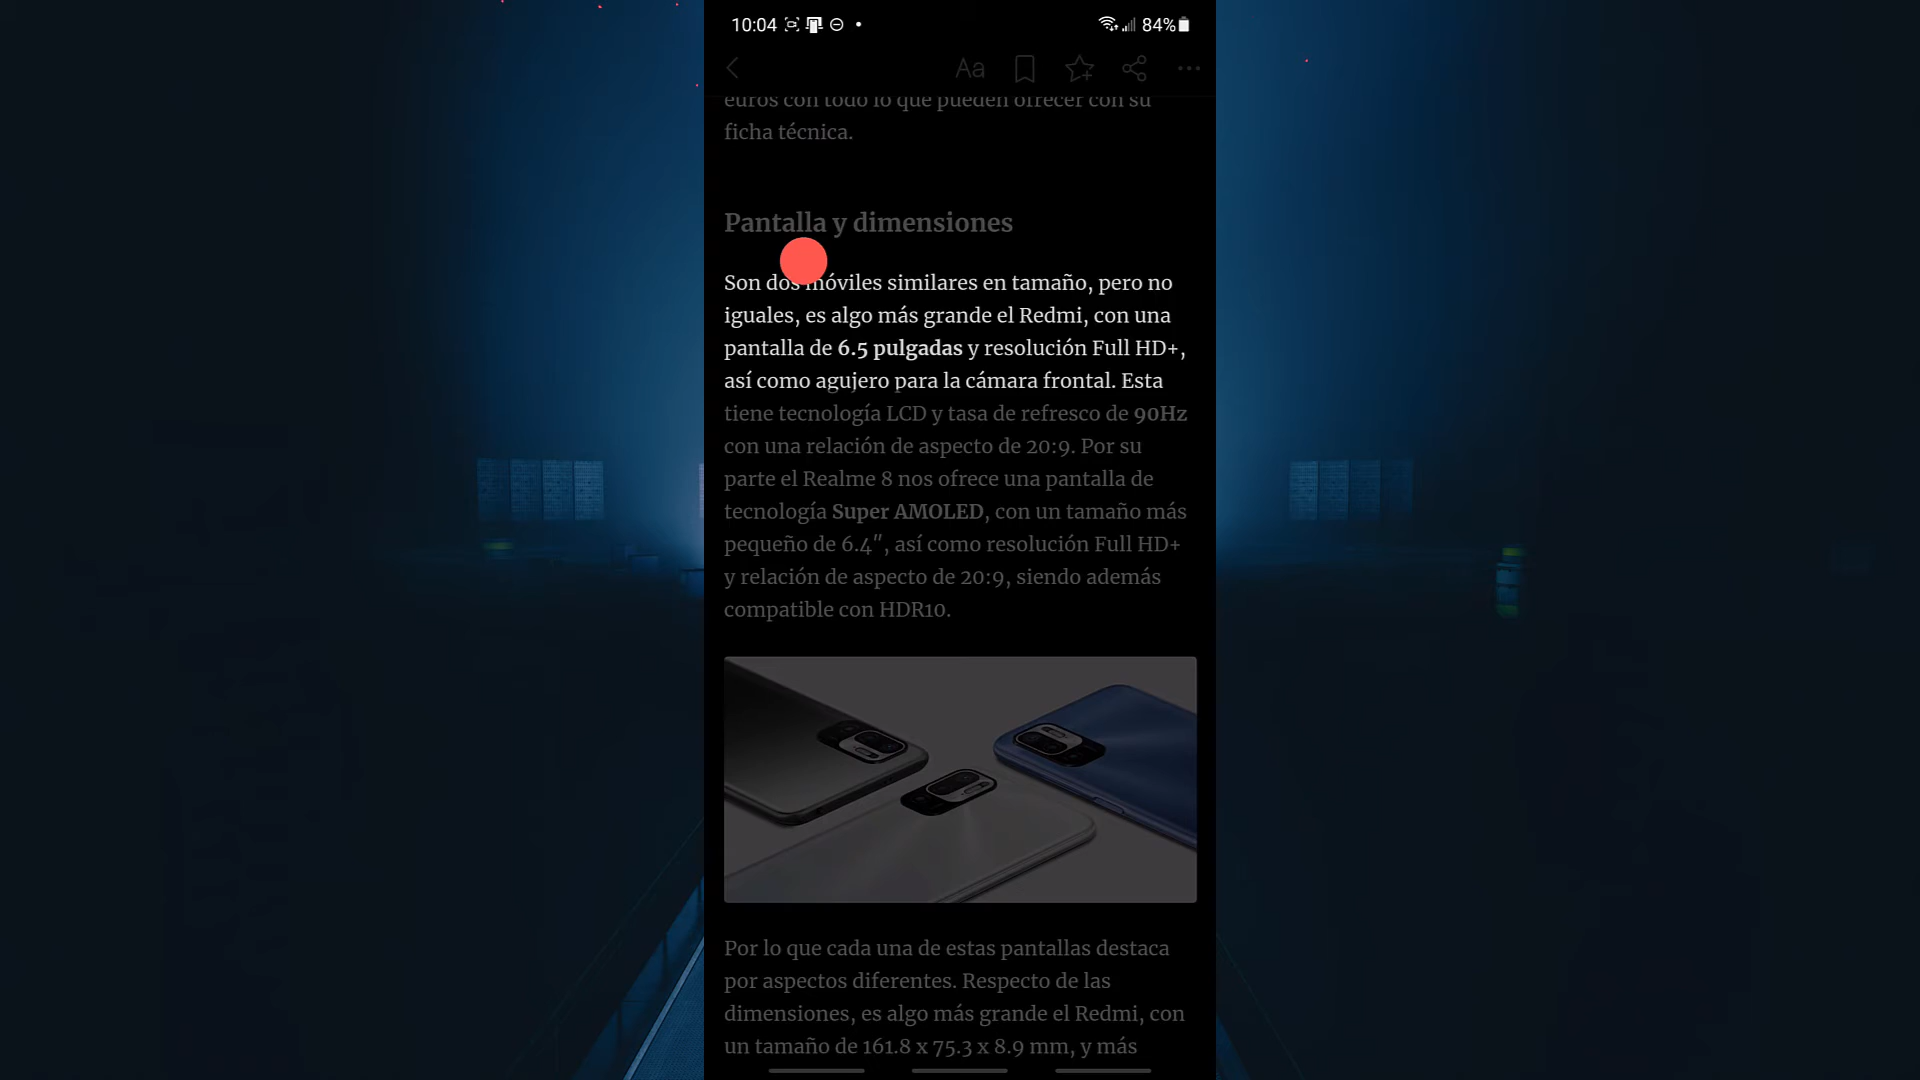 10:04
84%
Aa
euros con todo lo que pueden ofrecer con su
ficha técnica.
Pantalla y dimensiones
Son dos móviles similares en tamaño, pero no
iguales, es algo más grande el Redmi, con una
pantalla de 6.5 pulgadas y resolución Full HD+,
así como agujero para la cámara frontal. Esta
tiene tecnología LCD y tasa de refresco de 90Hz
con una relación de aspecto de 20:9. Por su
parte el Realme 8 nos ofrece una pantalla de
tecnología Super AMOLED, con un tamaño más
pequeño de 6.4″, así como resolución Full HD+
y relación de aspecto de 20:9, siendo además
compatible con HDR10.
Por lo que cada una de estas pantallas destaca
por aspectos diferentes. Respecto de las
dimensiones, es algo más grande el Redmi, con
un tamaño de 161.8 x 75.3 x 8.9 mm, y más